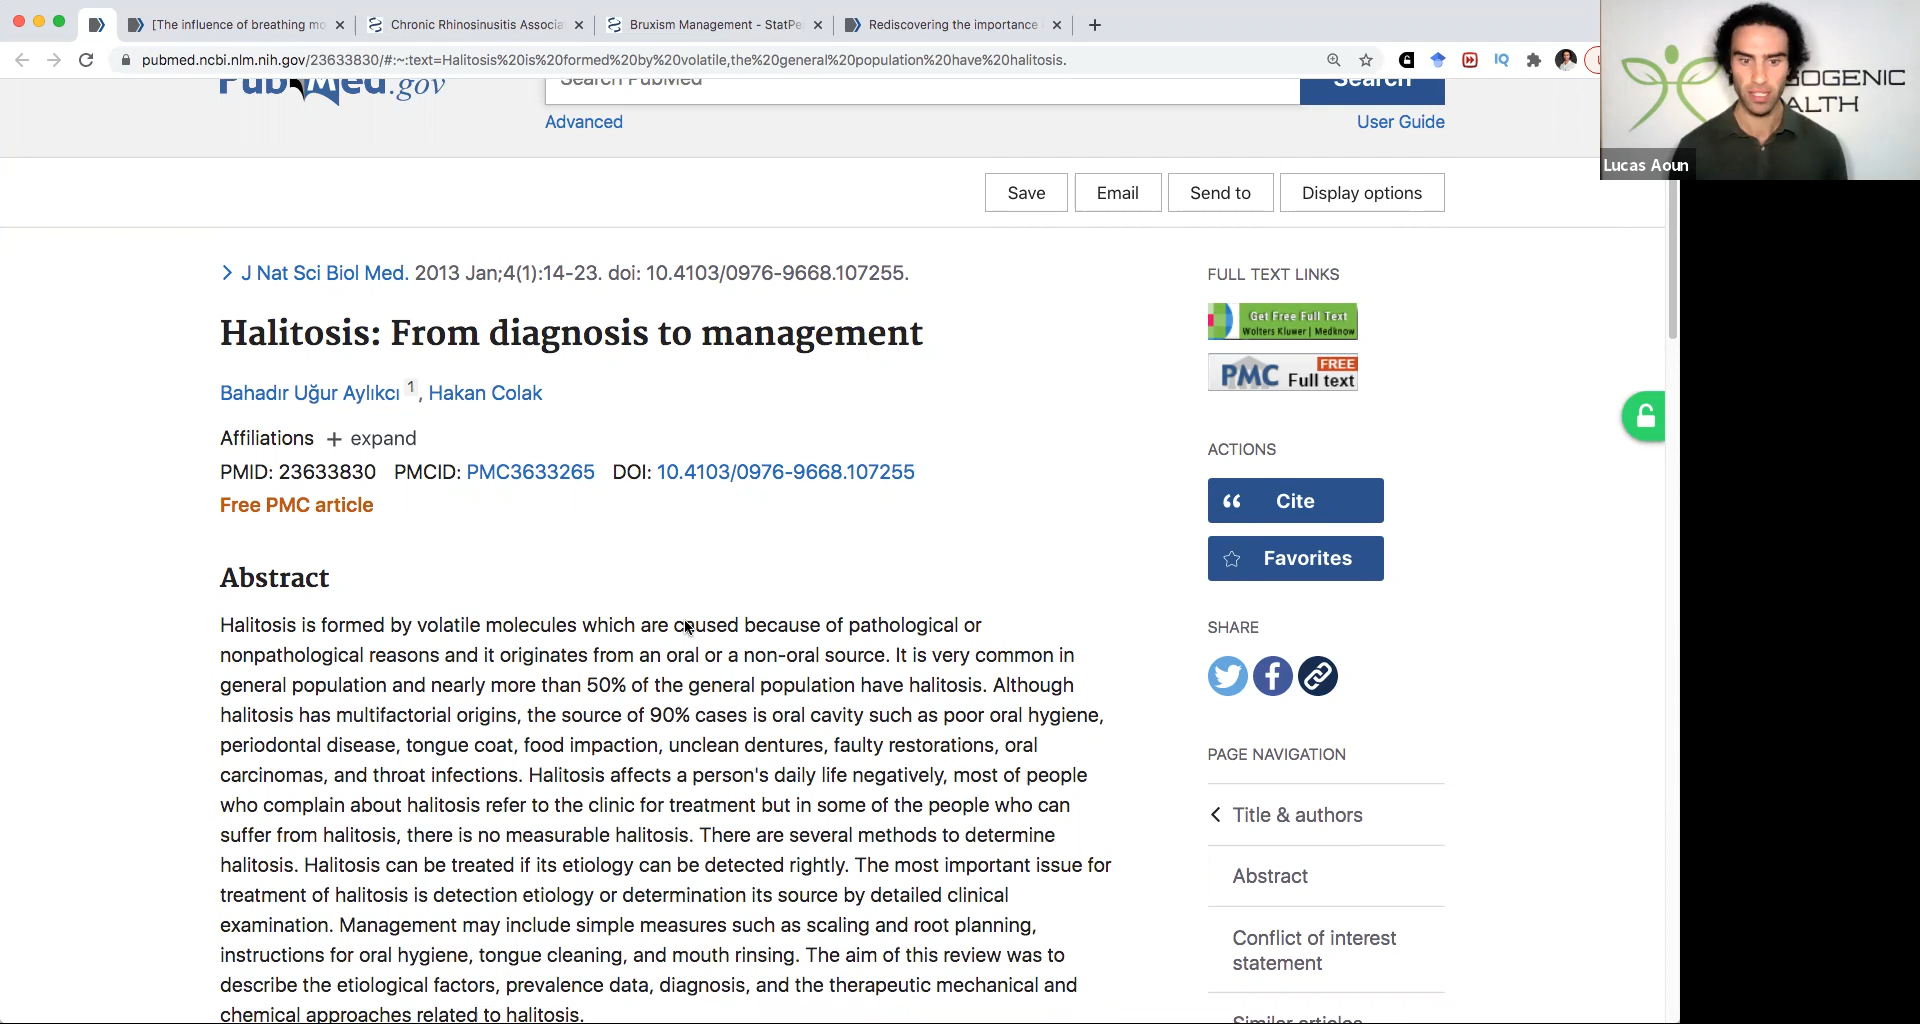 [The influence of breathing mo
Chronic Rhinosinusitis Associa
Bruxism Management - StatPe
Rediscovering the importance
pubmed.ncbi.nlm.nih.gov/23633830/#:~:text=Halitosis%20is%20formed%20by%20volatile,the%20general%20population%20have%20halitosis.
IQ
OGENIC
ALTH
Lucas Aoun
PubMed.gov
Search PubMed
Search
Advanced
User Guide
Save
Email
Send to
Display options
> J Nat Sci Biol Med. 2013 Jan;4(1):14-23. doi: 10.4103/0976-9668.107255.
Halitosis: From diagnosis to management
Bahadır Uğur Aylıkcı 1, Hakan Colak
Affiliations + expand
PMID: 23633830 PMCID: PMC3633265 DOI: 10.4103/0976-9668.107255
Free PMC article
Abstract
Halitosis is formed by volatile molecules which are caused because of pathological or
nonpathological reasons and it originates from an oral or a non-oral source. It is very common in
general population and nearly more than 50% of the general population have halitosis. Although
halitosis has multifactorial origins, the source of 90% cases is oral cavity such as poor oral hygiene,
periodontal disease, tongue coat, food impaction, unclean dentures, faulty restorations, oral
carcinomas, and throat infections. Halitosis affects a person's daily life negatively, most of people
who complain about halitosis refer to the clinic for treatment but in some of the people who can
suffer from halitosis, there is no measurable halitosis. There are several methods to determine
halitosis. Halitosis can be treated if its etiology can be detected rightly. The most important issue for
treatment of halitosis is detection etiology or determination its source by detailed clinical
examination. Management may include simple measures such as scaling and root planning,
instructions for oral hygiene, tongue cleaning, and mouth rinsing. The aim of this review was to
describe the etiological factors, prevalence data, diagnosis, and the therapeutic mechanical and
chemical approaches related to halitosis.
FULL TEXT LINKS
Get Free Full Text
Wolters Kluwer | Medknow
PMC FREE
Full text
ACTIONS
Cite
Favorites
SHARE
PAGE NAVIGATION
Title & authors
Abstract
Conflict of interest
statement
Similar articles